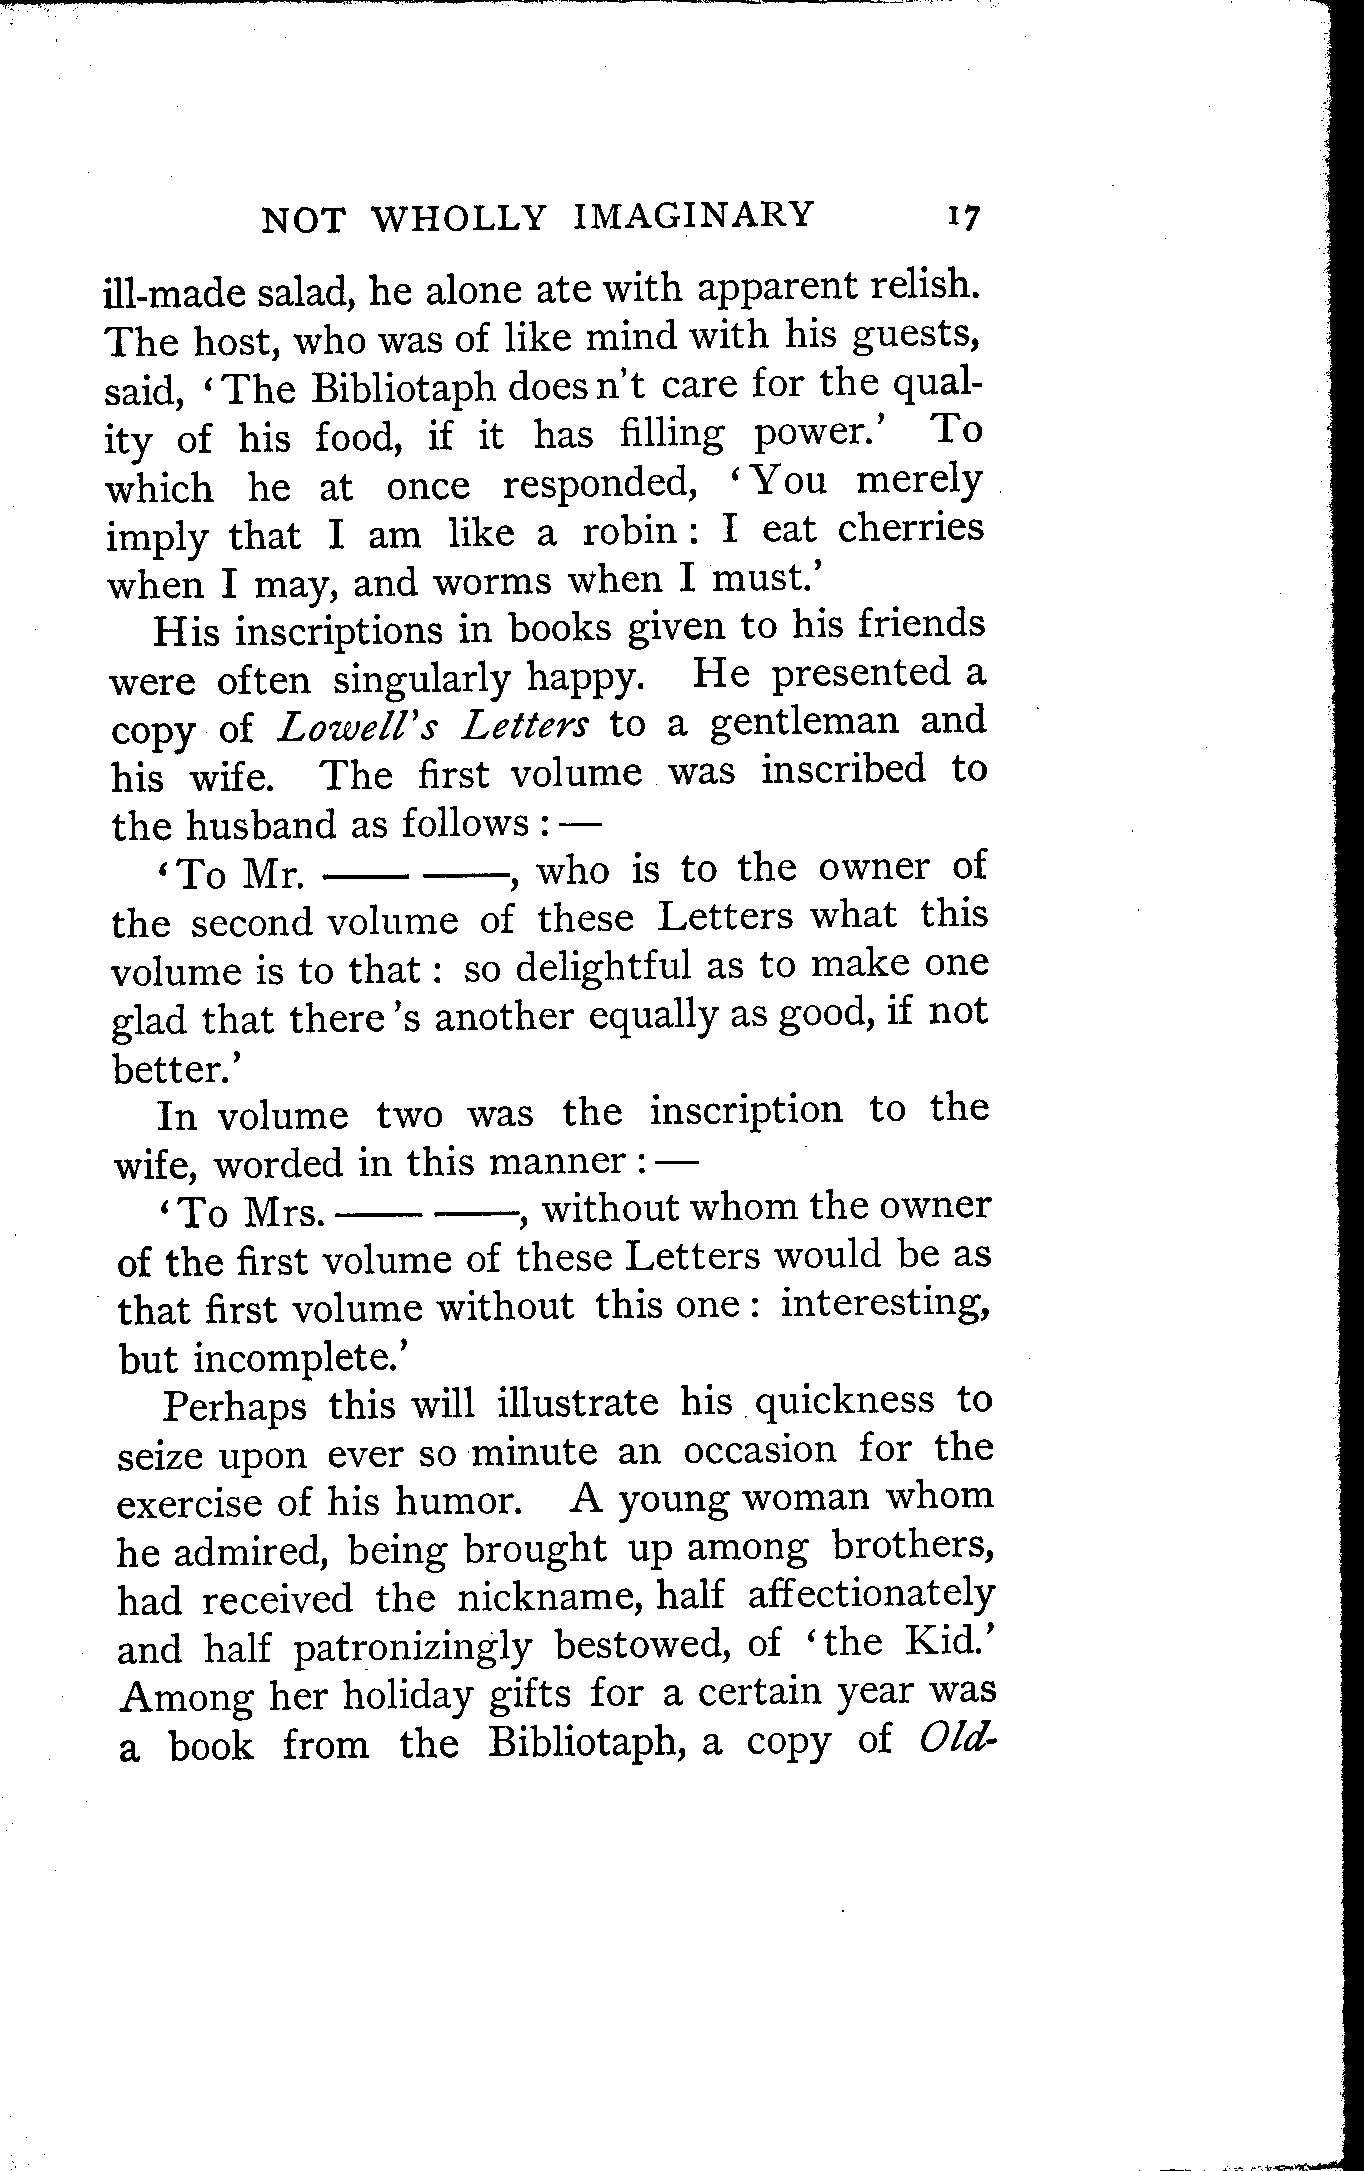 NOT WHOLLY IMAGINARY 17
ill-made salad, he alone ate with apparent relish.
The host, who was of like mind with his guests,
said, ‘The Bibliotaph does n't care for the qual-
ity of his food, if it has filling power.’ To
which he at once responded, ‘You merely
imply that I am like a robin : I eat cherries
when I may, and worms when I must.’
His inscriptions in books given to his friends
were often singularly happy. He presented a
copy of Lowell's Letters to a gentleman and
his wife. The first volume was inscribed to
the husband as follows : —
‘To Mr. —— ——, who is to the owner of
the second volume of these Letters what this
volume is to that : so delightful as to make one
glad that there 's another equally as good, if not
better.’
In volume two was the inscription to the
wife, worded in this manner : —
‘To Mrs. —— ——, without whom the owner
of the first volume of these Letters would be as
that first volume without this one : interesting,
but incomplete.’
Perhaps this will illustrate his quickness to
seize upon ever so minute an occasion for the
exercise of his humor. A young woman whom
he admired, being brought up among brothers,
had received the nickname, half affectionately
and half patronizingly bestowed, of ‘the Kid.’
Among her holiday gifts for a certain year was
a book from the Bibliotaph, a copy of Old-